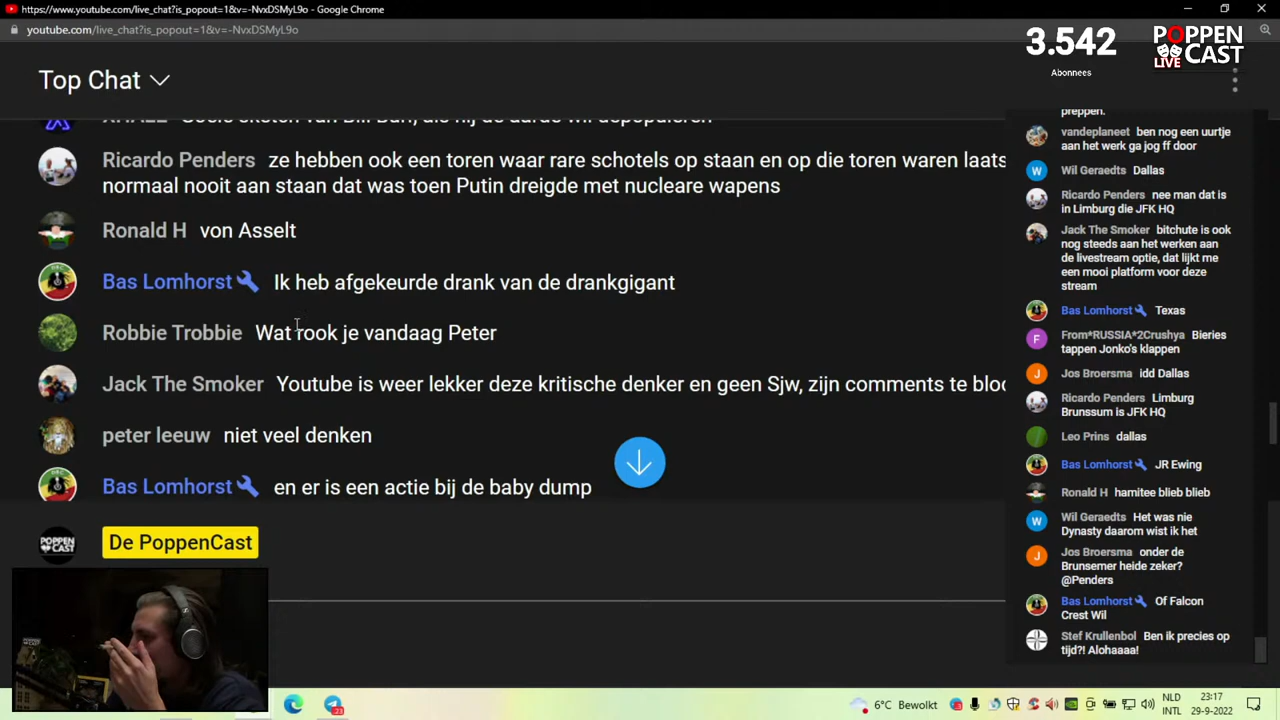 https://www.youtube.com/live_chat?is_popout=1&v=-NvxDSMyL9o - Google Chrome
youtube.com/live_chat?is_popout=1&v=-NvxDSMyL9o
3.542
Abonnees
POPPEN
CAST
LIVE
Top Chat
Ricardo Penders ze hebben ook een toren waar rare schotels op staan en op die toren waren laats
normaal nooit aan staan dat was toen Putin dreigde met nucleare wapens
Ronald H von Asselt
Bas Lomhorst Ik heb afgekeurde drank van de drankgigant
Robbie Trobbie Wat rook je vandaag Peter
Jack The Smoker Youtube is weer lekker deze kritische denker en geen Sjw, zijn comments te bloc
peter leeuw niet veel denken
Bas Lomhorst en er is een actie bij de baby dump
POPPEN
CAST
De PoppenCast
preppen.
vandeplaneet ben nog een uurtje
aan het werk ga jog ff door
W
Wil Geraedts Dallas
Ricardo Penders nee man dat is
in Limburg die JFK HQ
Jack The Smoker bitchute is ook
nog steeds aan het werken aan
de livestream optie, dat lijkt me
een mooi platform voor deze
stream
Bas Lomhorst Texas
F
From*RUSSIA*2Crushya Bieries
tappen Jonko's klappen
J
Jos Broersma idd Dallas
Ricardo Penders Limburg
Brunssum is JFK HQ
Leo Prins dallas
Bas Lomhorst JR Ewing
Ronald H hamitee blieb blieb
W
Wil Geraedts Het was nie
Dynasty daarom wist ik het
J
Jos Broersma onder de
Brunsemer heide zeker?
@Penders
Bas Lomhorst Of Falcon
Crest Wil
Stef Krullenbol Ben ik precies op
tijd?! Alohaaaa!
23
6°C Bewolkt
NLD
INTL
23:17
29-9-2022